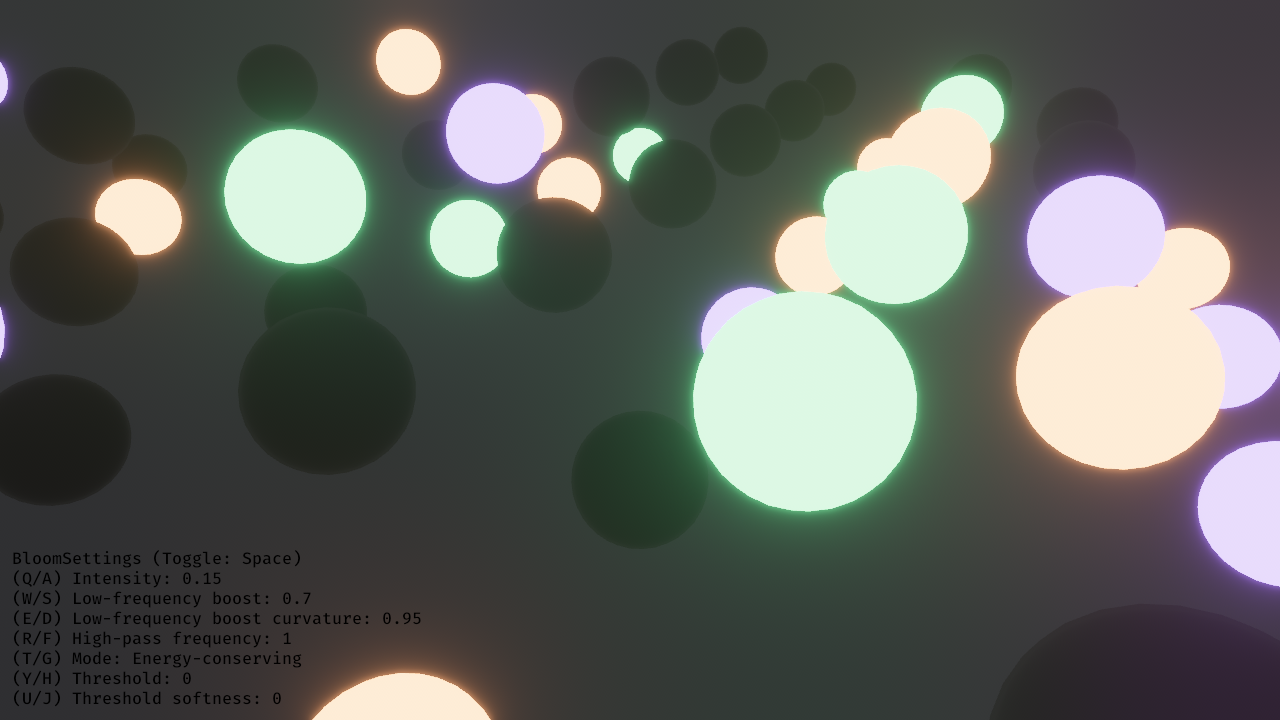 BloomSettings (Toggle: Space)
(Q/A) Intensity: 0.15
(W/S) Low-frequency boost: 0.7
(E/D) Low-frequency boost curvature: 0.95
(R/F) High-pass frequency: 1
(T/G) Mode: Energy-conserving
(Y/H) Threshold: 0
(U/J) Threshold softness: 0